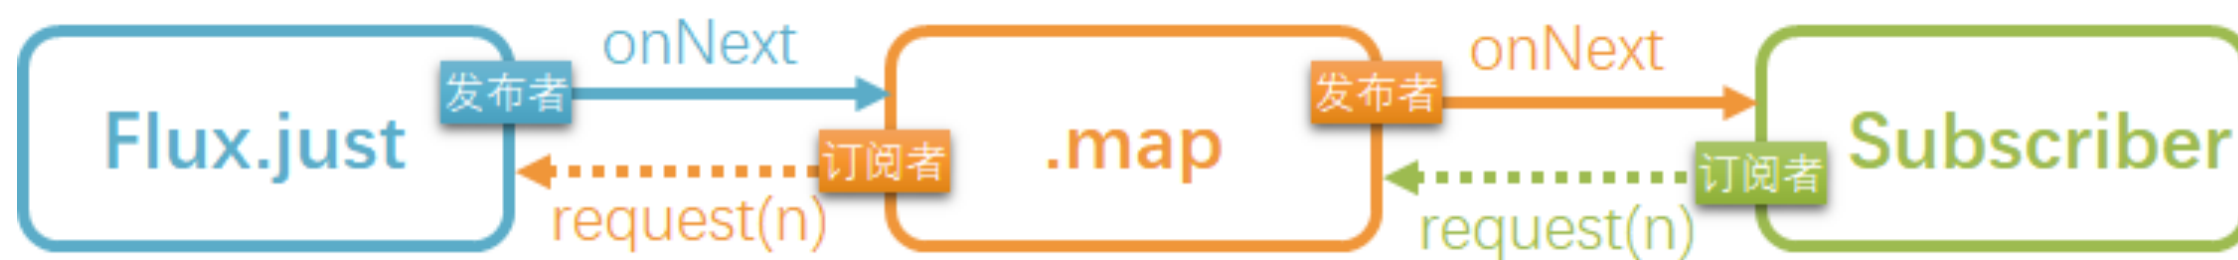 onNext
onNext
发布者
发布者
Flux.just
.map
Subscriber
订阅者
订阅者
request(n)
request(n)